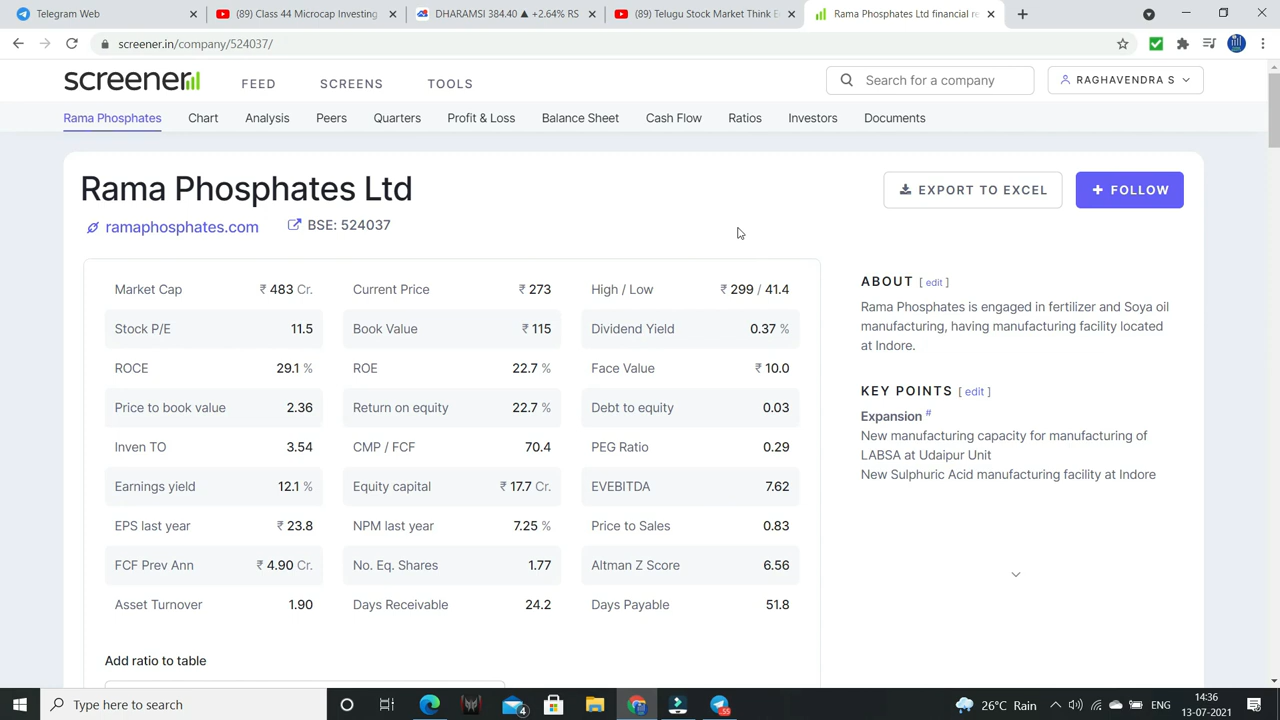 Telegram Web
(89) Class 44 Microcap Investing
DHARAMSI 384.40 ▲ +2.64% RS
(89) Telugu Stock Market Think E
Rama Phosphates Ltd financial re
screener.in/company/524037/
screener
FEED
SCREENS
TOOLS
Search for a company
RAGHAVENDRA S
Rama Phosphates
Chart
Analysis
Peers
Quarters
Profit & Loss
Balance Sheet
Cash Flow
Ratios
Investors
Documents
Rama Phosphates Ltd
EXPORT TO EXCEL
+ FOLLOW
ramaphosphates.com
BSE: 524037
Market Cap ₹ 483 Cr.
Current Price ₹ 273
High / Low ₹ 299 / 41.4
Stock P/E 11.5
Book Value ₹ 115
Dividend Yield 0.37 %
ROCE 29.1 %
ROE 22.7 %
Face Value ₹ 10.0
Price to book value 2.36
Return on equity 22.7 %
Debt to equity 0.03
Inven TO 3.54
CMP / FCF 70.4
PEG Ratio 0.29
Earnings yield 12.1 %
Equity capital ₹ 17.7 Cr.
EVEBITDA 7.62
EPS last year ₹ 23.8
NPM last year 7.25 %
Price to Sales 0.83
FCF Prev Ann ₹ 4.90 Cr.
No. Eq. Shares 1.77
Altman Z Score 6.56
Asset Turnover 1.90
Days Receivable 24.2
Days Payable 51.8
Add ratio to table
ABOUT [ edit ]
Rama Phosphates is engaged in fertilizer and Soya oil
manufacturing, having manufacturing facility located
at Indore.
KEY POINTS [ edit ]
Expansion #
New manufacturing capacity for manufacturing of
LABSA at Udaipur Unit
New Sulphuric Acid manufacturing facility at Indore
Type here to search
4
55
26°C Rain
ENG
14:36
13-07-2021